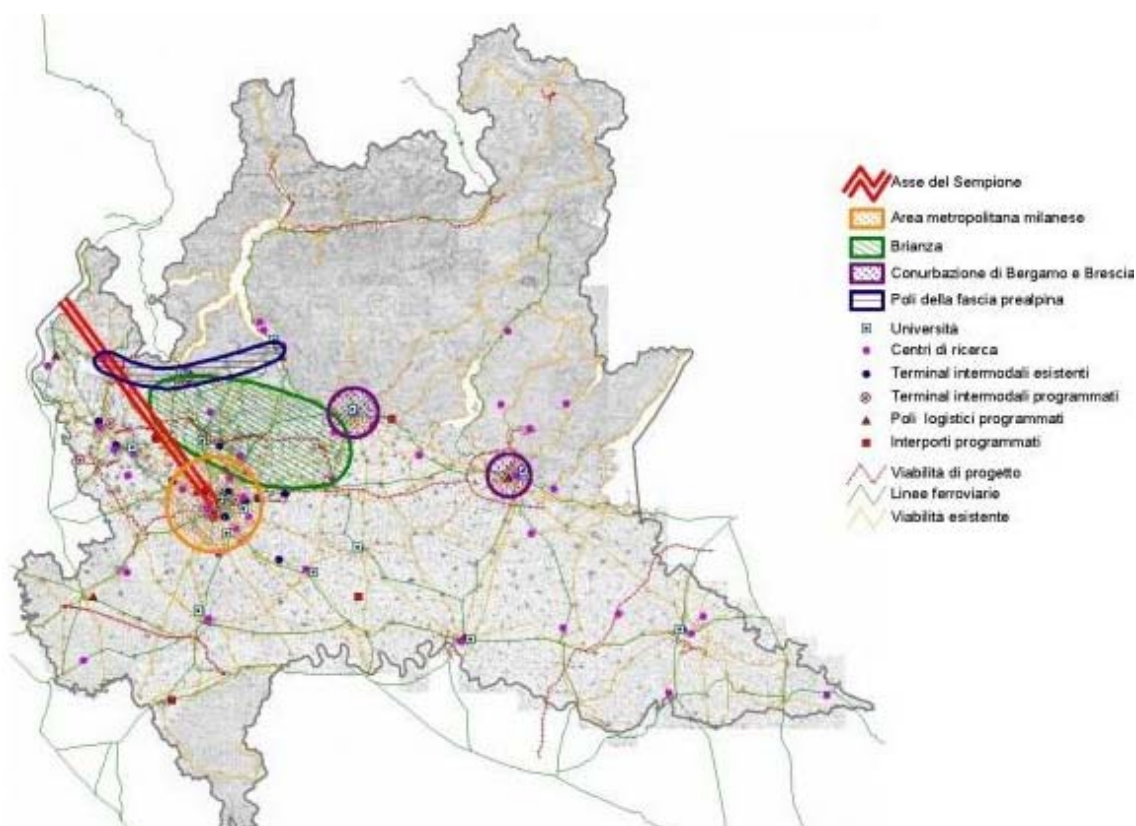 Asse del Sempione
Area metropolitana milanese
Brianza
Conurbazione di Bergamo e Brescia
Poli della fascia prealpina
Università
Centri di ricerca
Terminal intermodali esistenti
Terminal intermodali programmati
Poli logistici programmati
Interporti programmati
Viabilità di progetto
Linee ferroviarie
Viabilità esistente